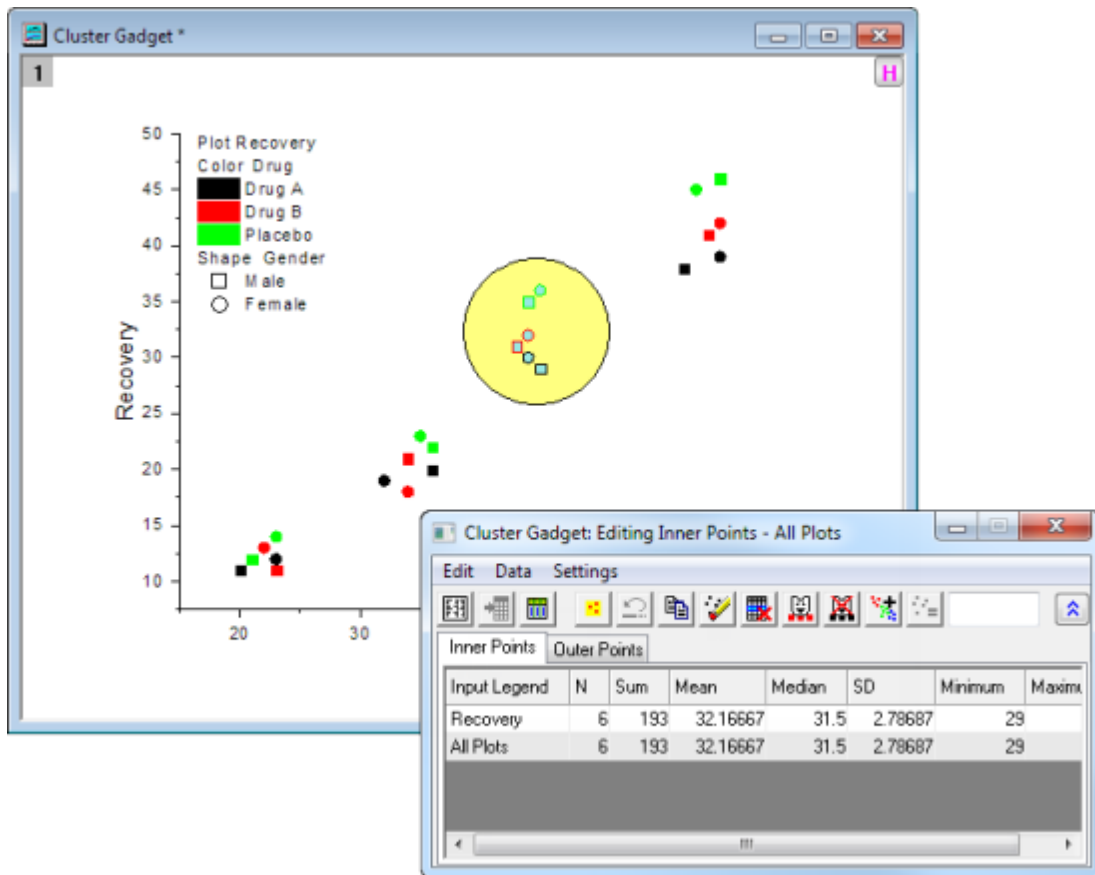 Cluster Gadget *
1
H
50
45
40
35
30
25
20
15
10
Recovery
Plot Recovery
Color Drug
Drug A
Drug B
Placebo
Shape Gender
Male
Female
20
30
Cluster Gadget: Editing Inner Points - All Plots
Edit Data Settings
Inner Points Outer Points
Input Legend N Sum Mean Median SD Minimum
Recovery 6 193 32.16667 31.5 2.78687 29
All Plots 6 193 32.16667 31.5 2.78687 29